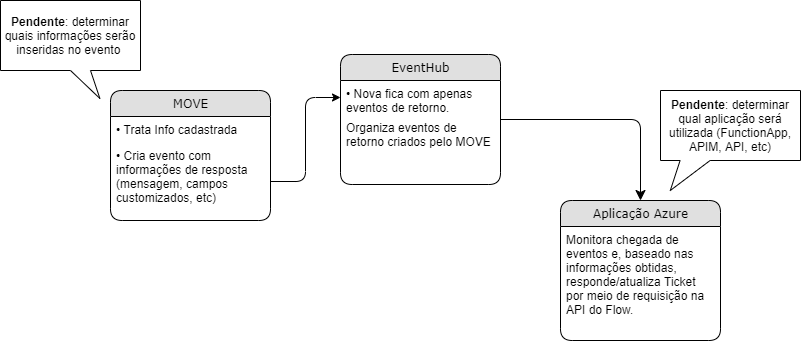 Pendente: determinar
quais informações serão
inseridas no evento
MOVE
• Trata Info cadastrada
• Cria evento com
informações de resposta
(mensagem, campos
customizados, etc)
EventHub
• Nova fica com apenas
eventos de retorno.
Organiza eventos de
retorno criados pelo MOVE
Pendente: determinar
qual aplicação será
utilizada (FunctionApp,
APIM, API, etc)
Aplicação Azure
Monitora chegada de
eventos e, baseado nas
informações obtidas,
responde/atualiza Ticket
por meio de requisição na
API do Flow.